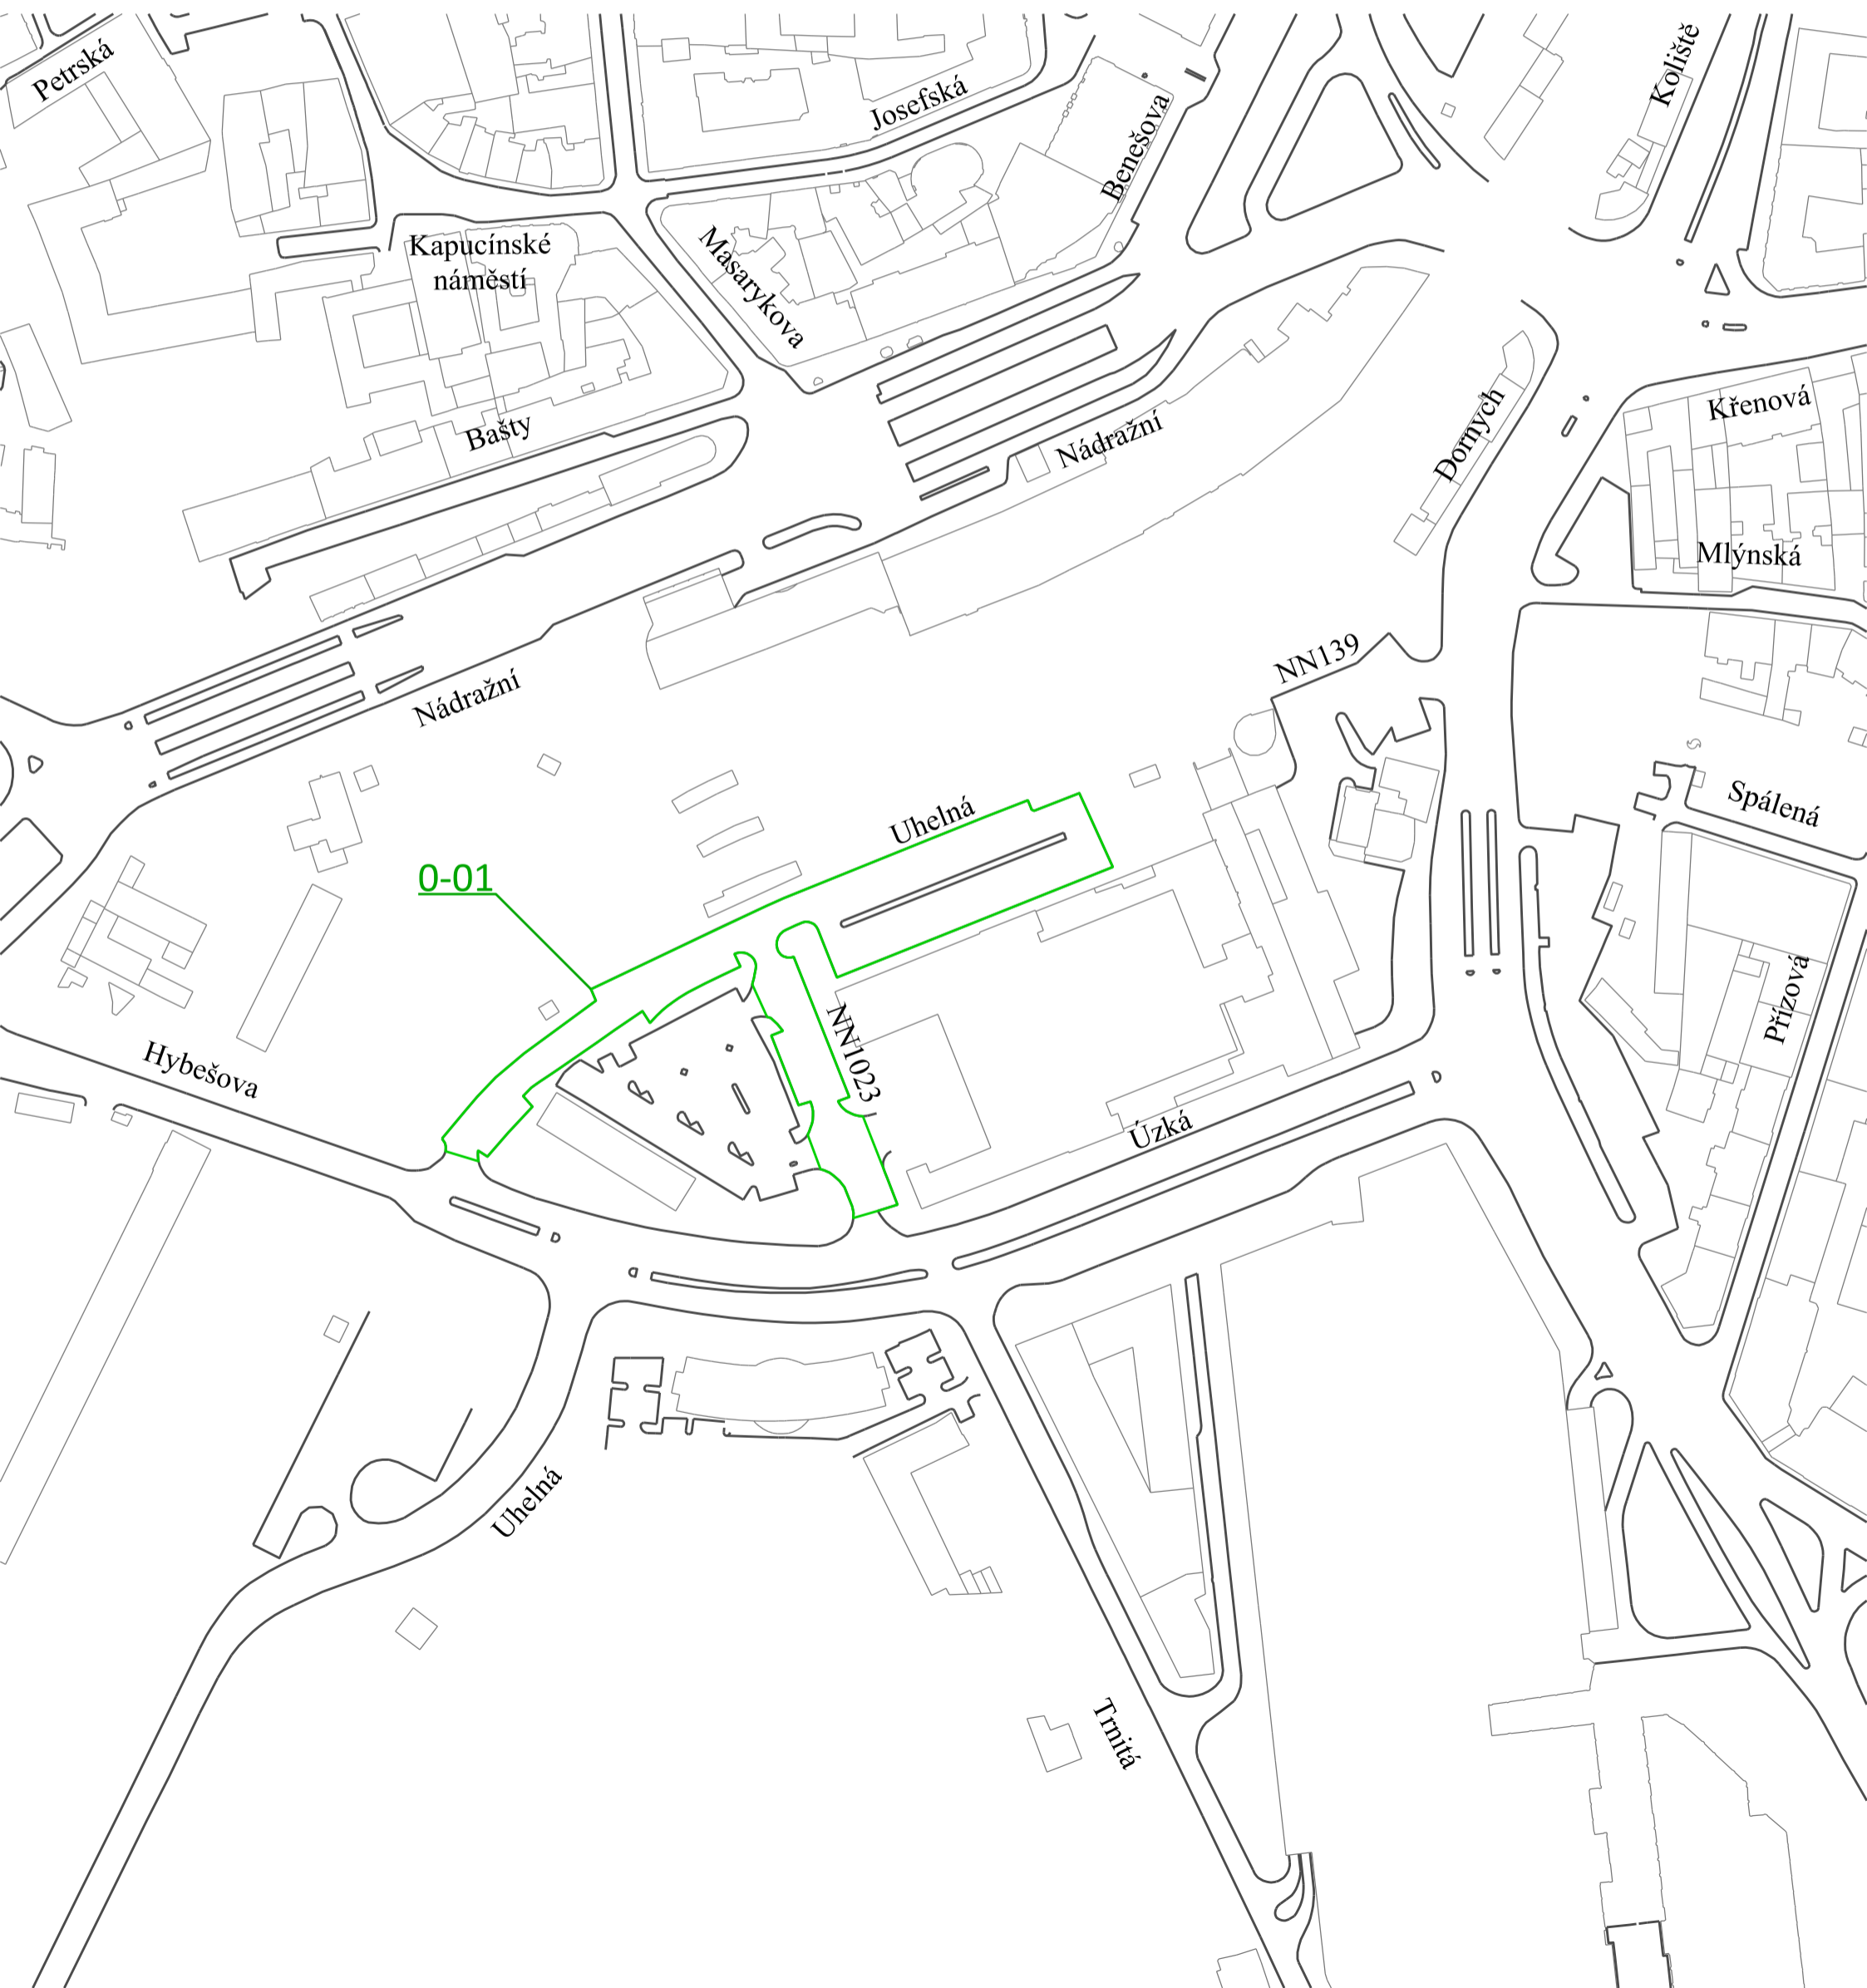 Petrská
Koliště
Josefská
Benešova
Kapucínské
náměstí
Masarykova
Křenová
Bašty
Nádražní
Dornych
Mlýnská
NN139
Nádražní
Spálená
Uhelná
0-01
Přízová
NN1023
Hybešova
Úzká
Uhelná
Trnitá